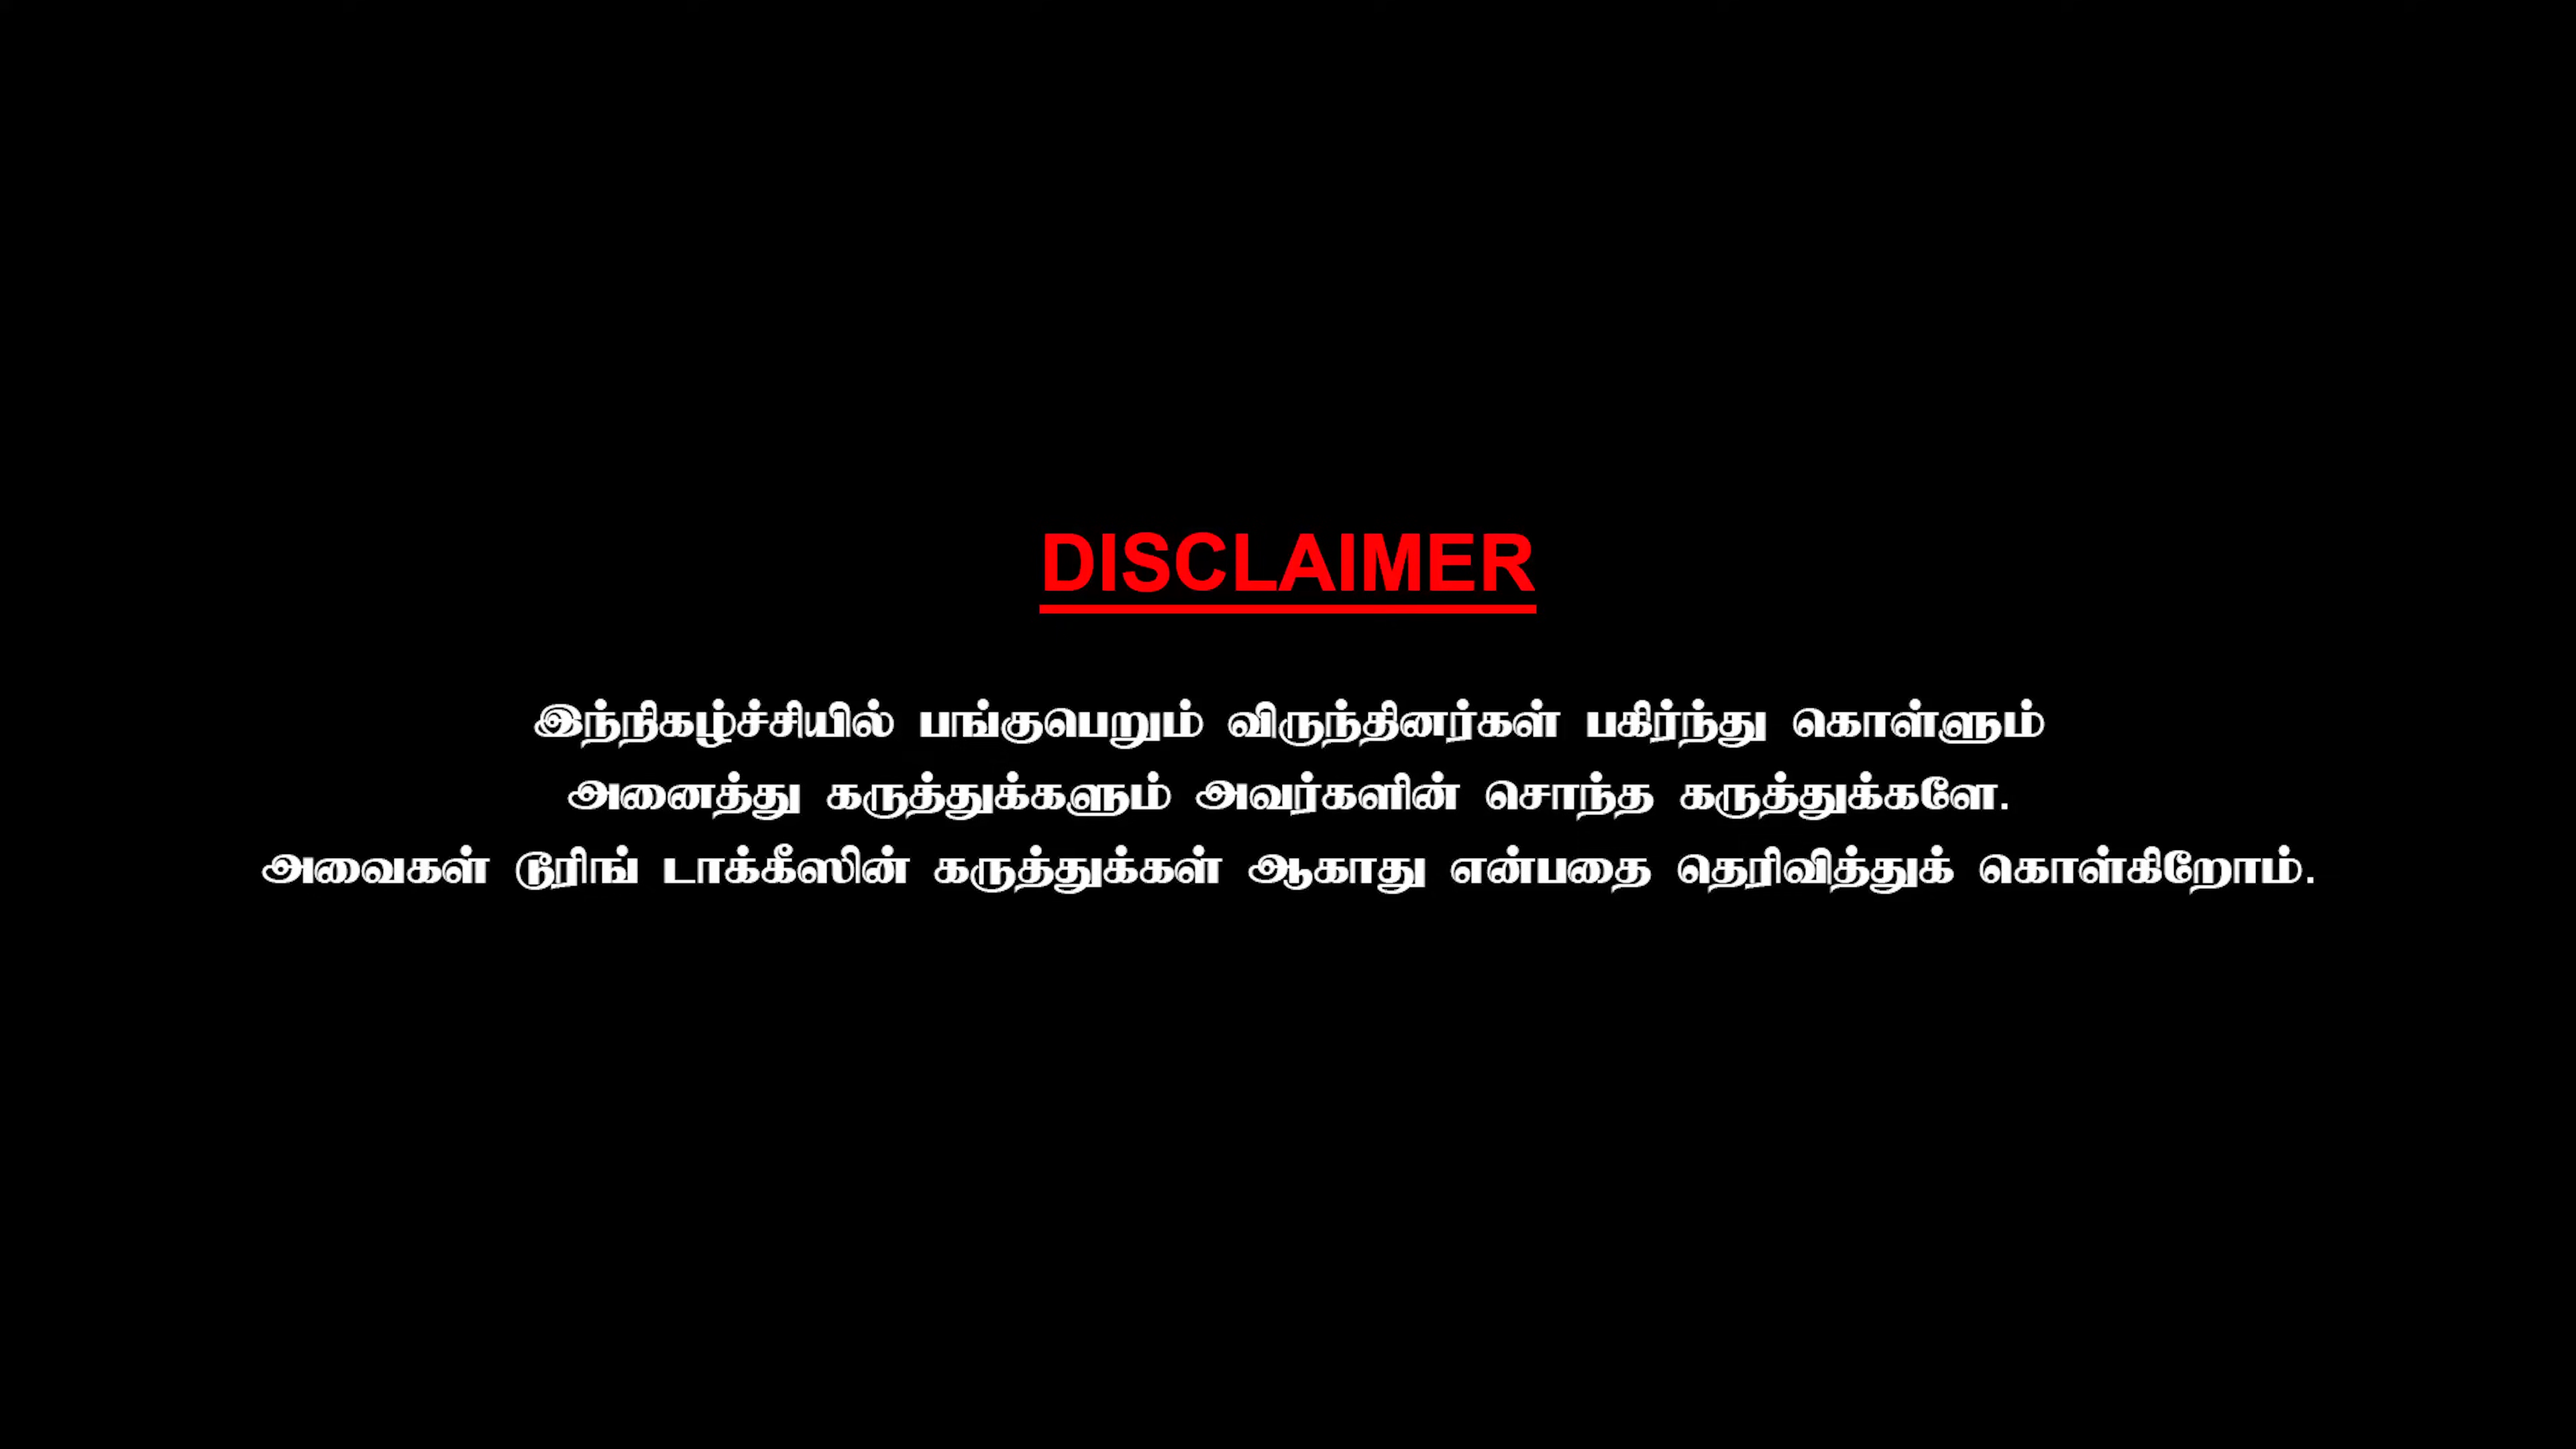 DISCLAIMER
இந்நிகழ்ச்சியில் பங்குபெறும் விருந்தினர்கள் பகிர்ந்து கொள்ளும்
அனைத்து கருத்துக்களும் அவர்களின் சொந்த கருத்துக்களே.
அவைகள் டூரிங் டாக்கீஸின் கருத்துக்கள் ஆகாது என்பதை தெரிவித்துக் கொள்கிறோம்.